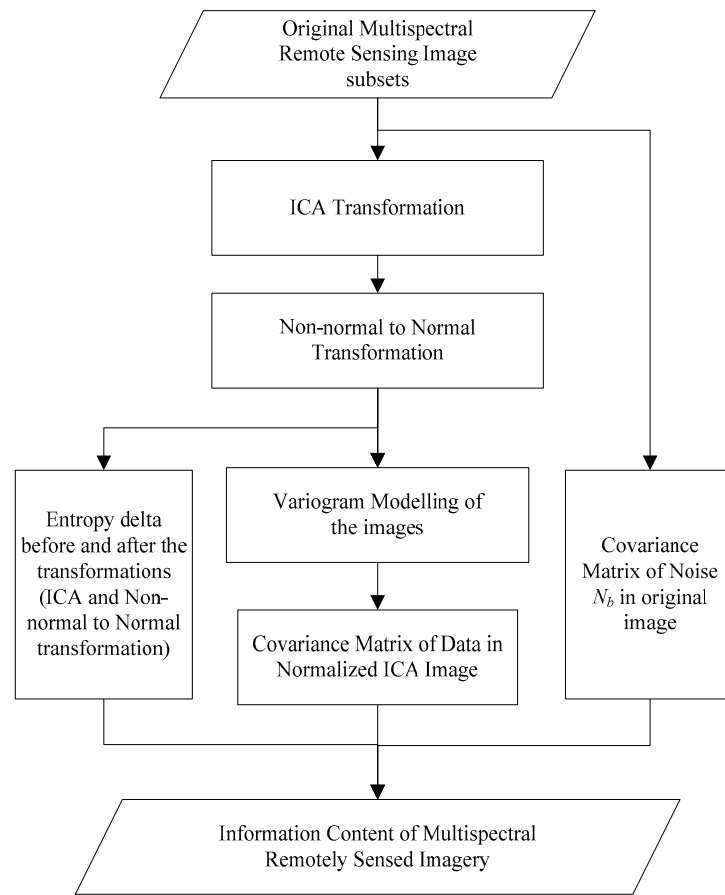 Original Multispectral
Remote Sensing Image
subsets
ICA Transformation
Non-normal to Normal
Transformation
Entropy delta
before and after the
transformations
(ICA and Non-
normal to Normal
transformation)
Variogram Modelling of
the images
Covariance Matrix of Data in
Normalized ICA Image
Covariance
Matrix of Noise
Nb in original
image
Information Content of Multispectral
Remotely Sensed Imagery